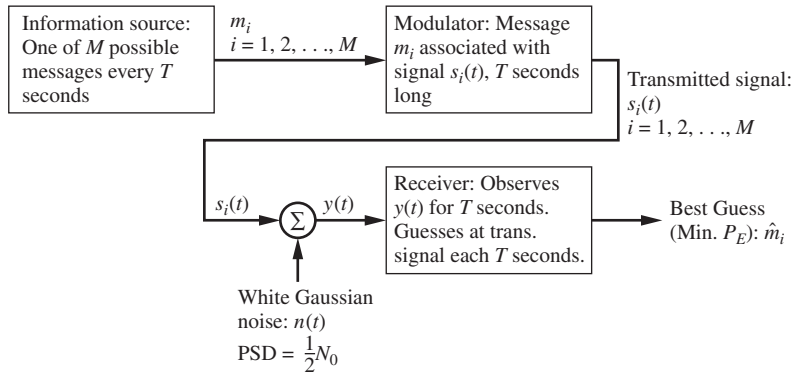 Information source:
One of M possible
messages every T
seconds
m_i
i = 1, 2, . . ., M
Modulator: Message
m_i associated with
signal s_i(t), T seconds
long
Transmitted signal:
s_i(t)
i = 1, 2, . . ., M
s_i(t)
Σ
y(t)
Receiver: Observes
y(t) for T seconds.
Guesses at trans.
signal each T seconds.
Best Guess
(Min. P_E): m̂_i
White Gaussian
noise: n(t)
PSD = 1/2 N_0